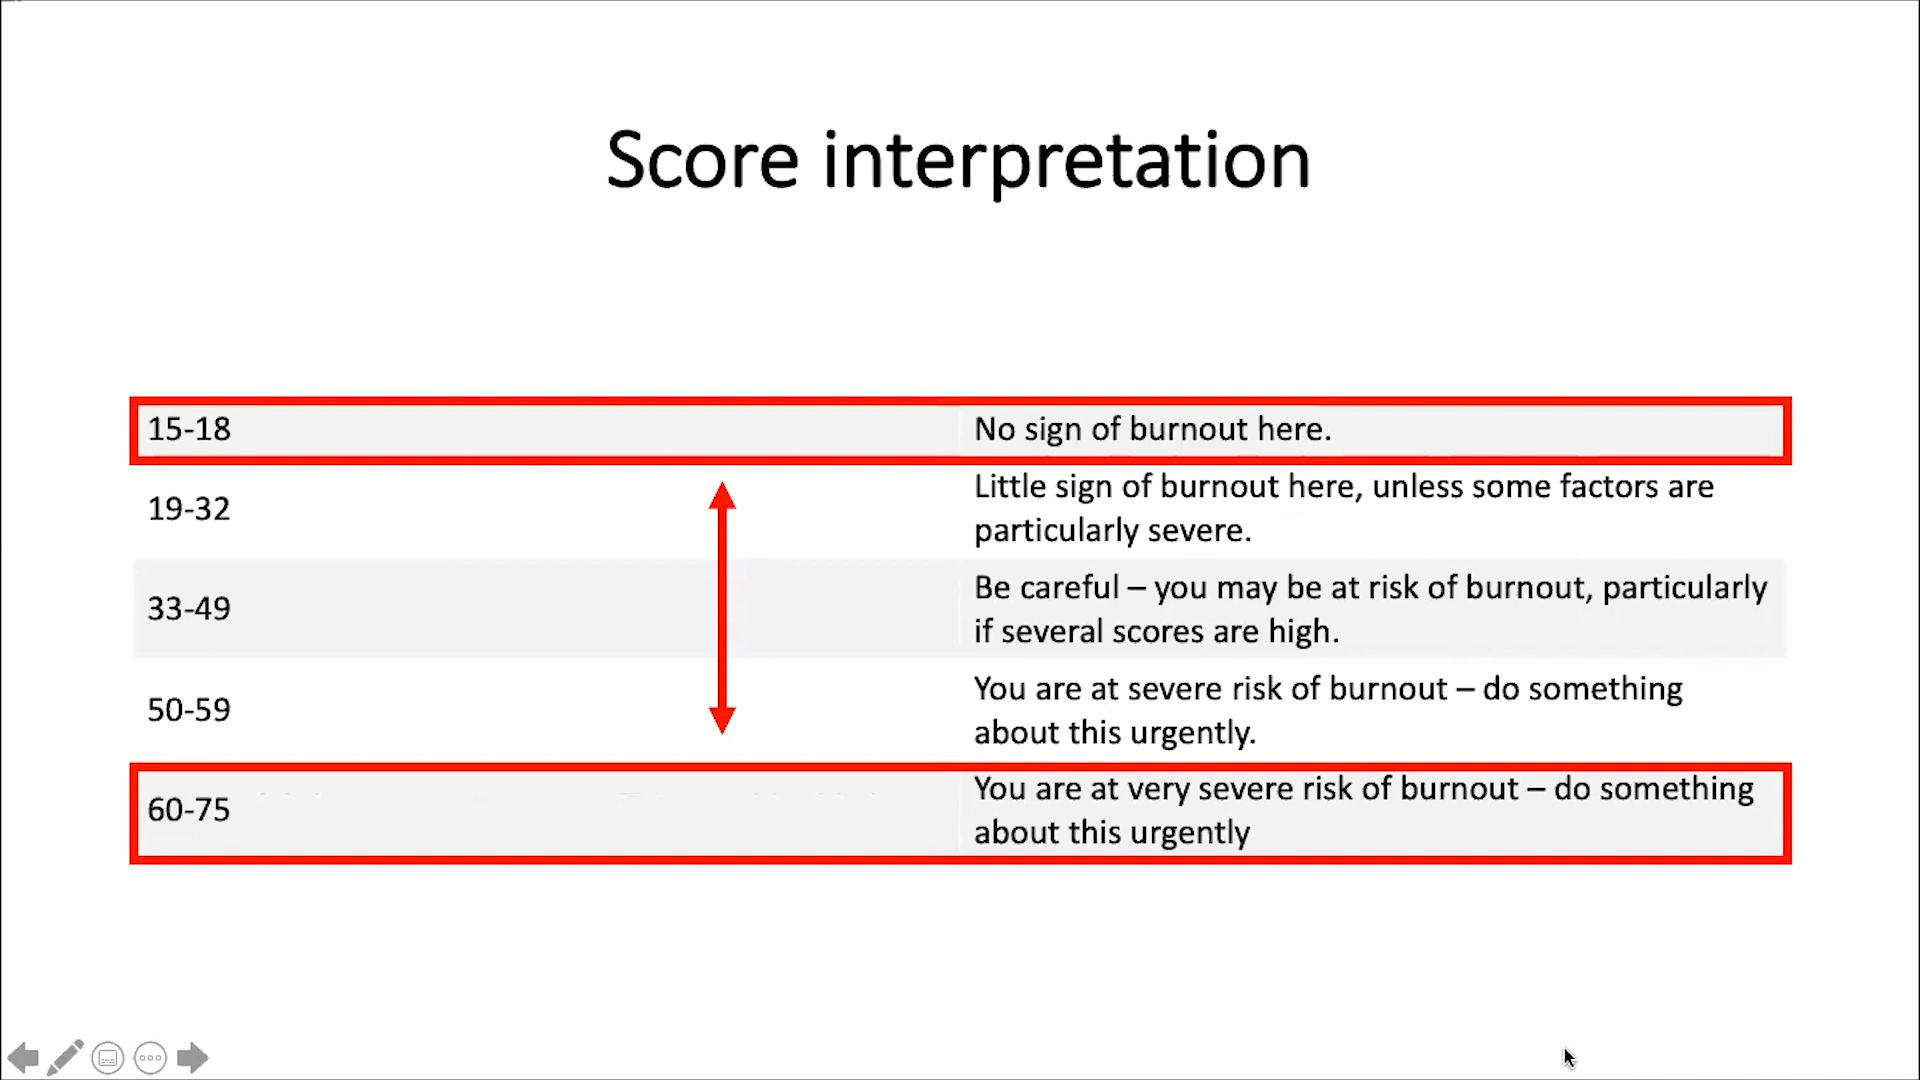 Score interpretation
15-18
No sign of burnout here.
19-32
Little sign of burnout here, unless some factors are
particularly severe.
33-49
Be careful – you may be at risk of burnout, particularly
if several scores are high.
50-59
You are at severe risk of burnout – do something
about this urgently.
60-75
You are at very severe risk of burnout – do something
about this urgently